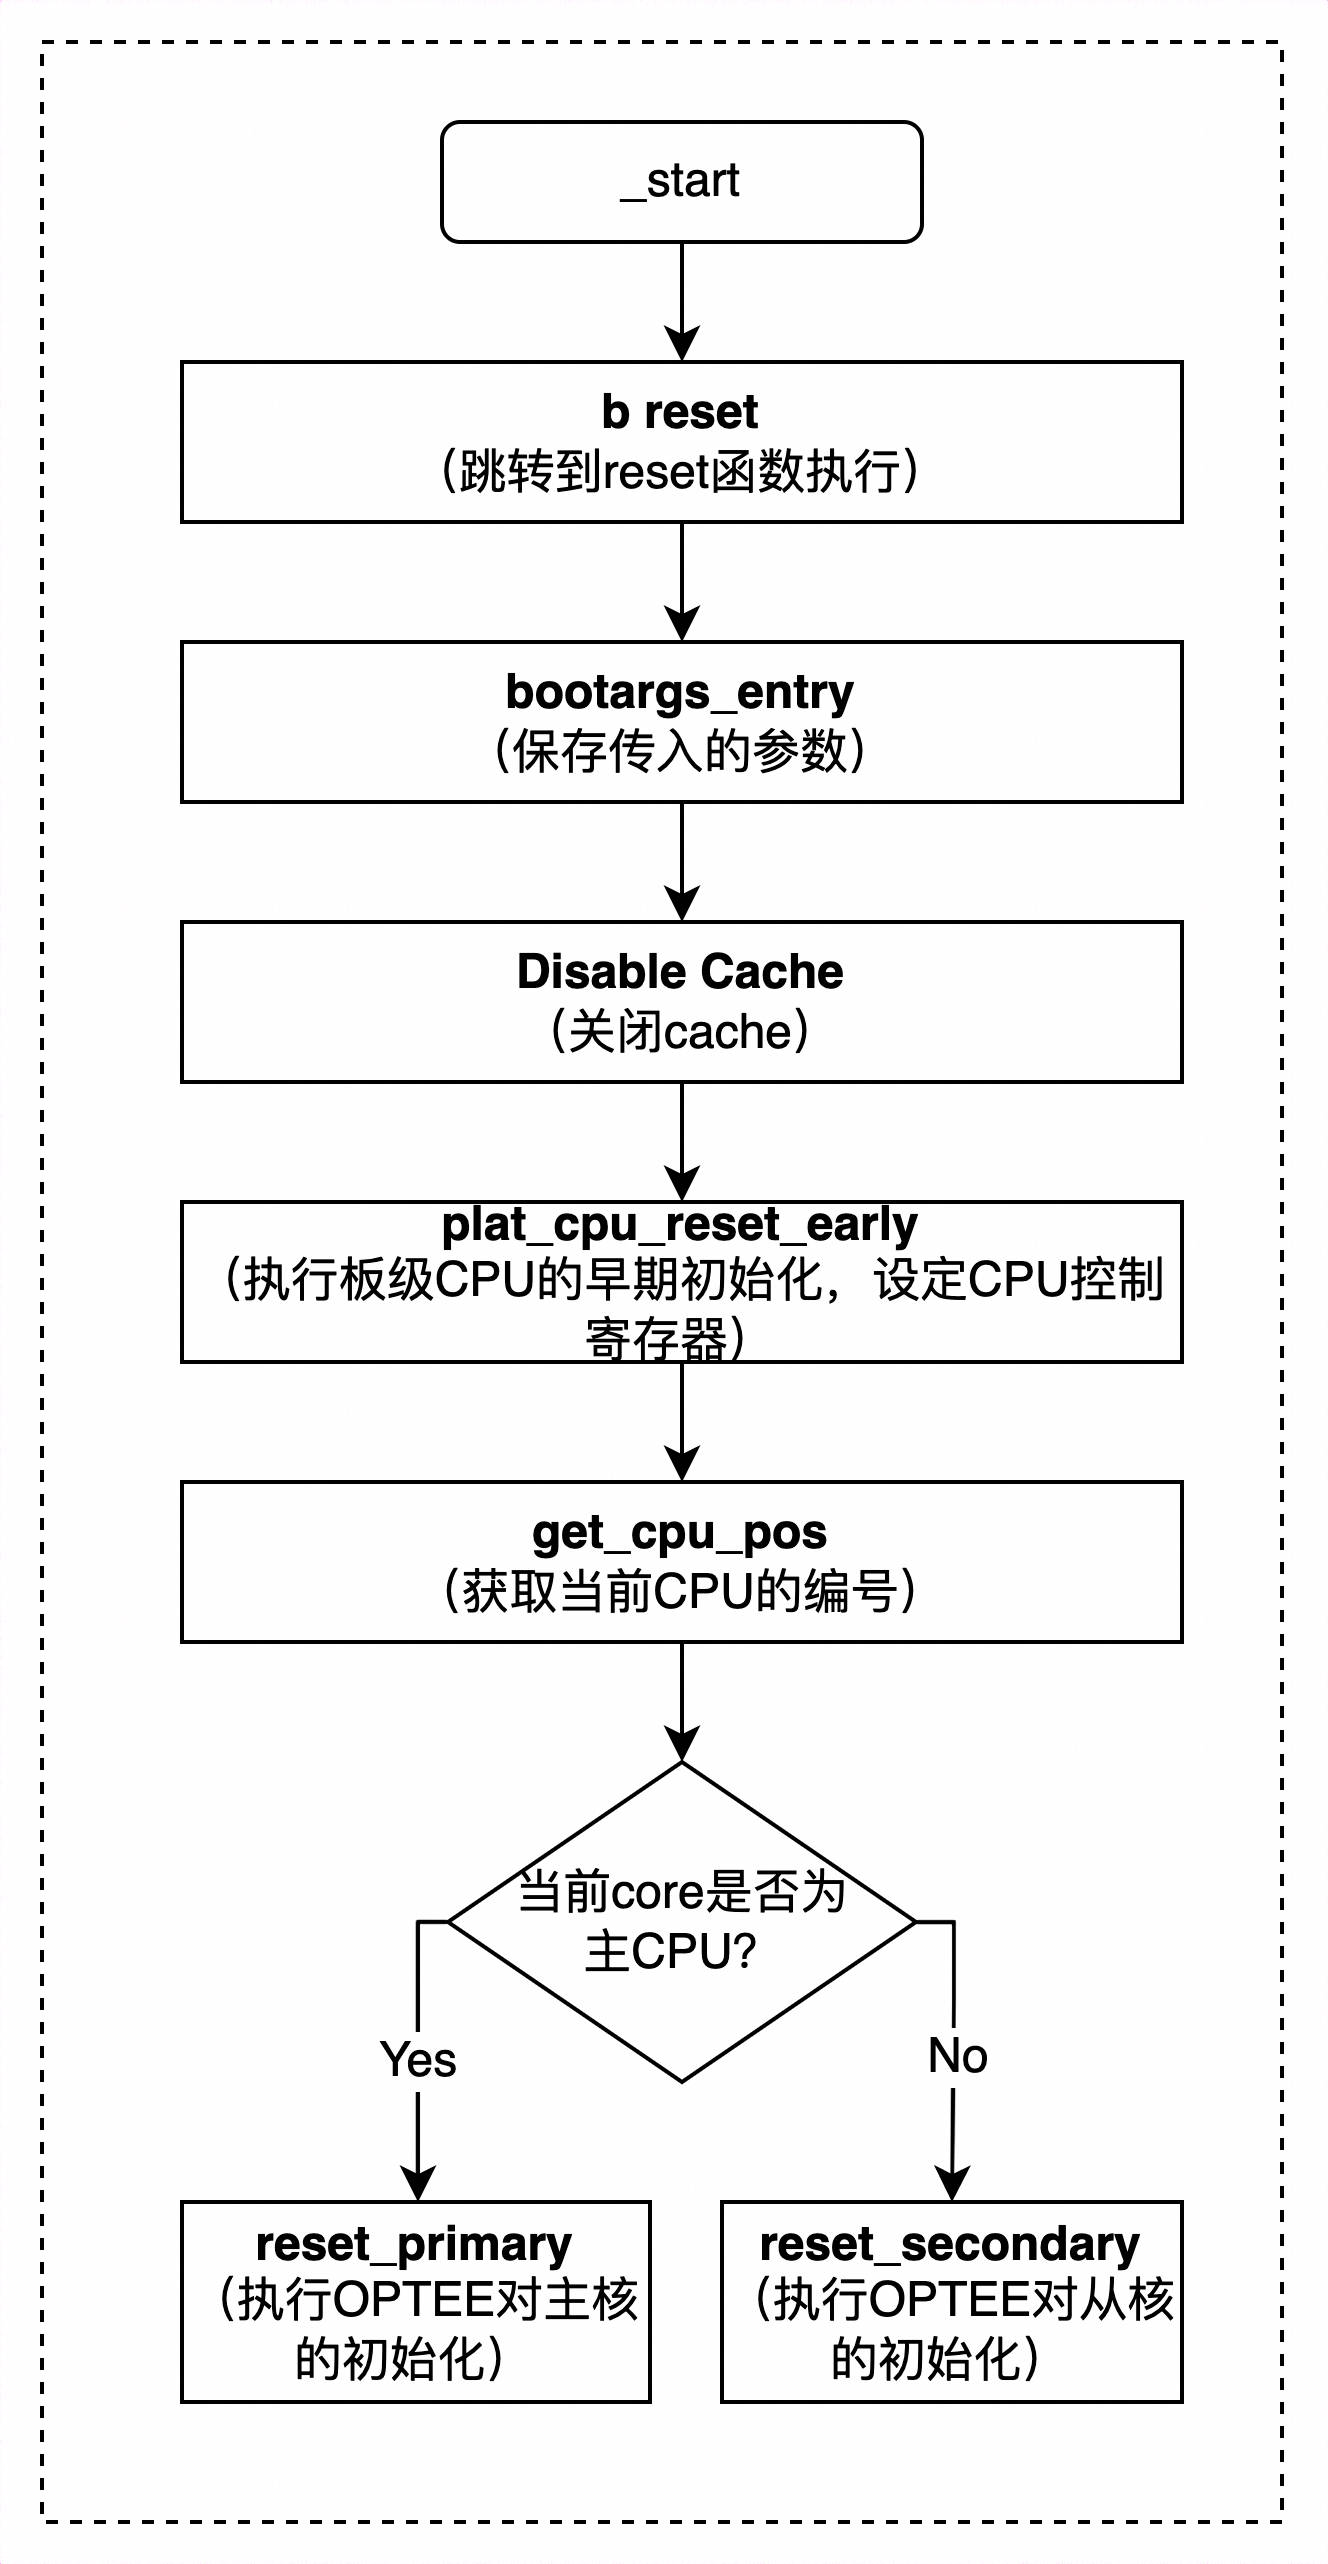 _start
b reset
（跳转到reset函数执行）
bootargs_entry
（保存传入的参数）
Disable Cache
（关闭cache）
plat_cpu_reset_early
（执行板级CPU的早期初始化，设定CPU控制
寄存器）
get_cpu_pos
（获取当前CPU的编号）
当前core是否为
主CPU?
Yes
No
reset_primary
（执行OPTEE对主核
的初始化）
reset_secondary
（执行OPTEE对从核
的初始化）